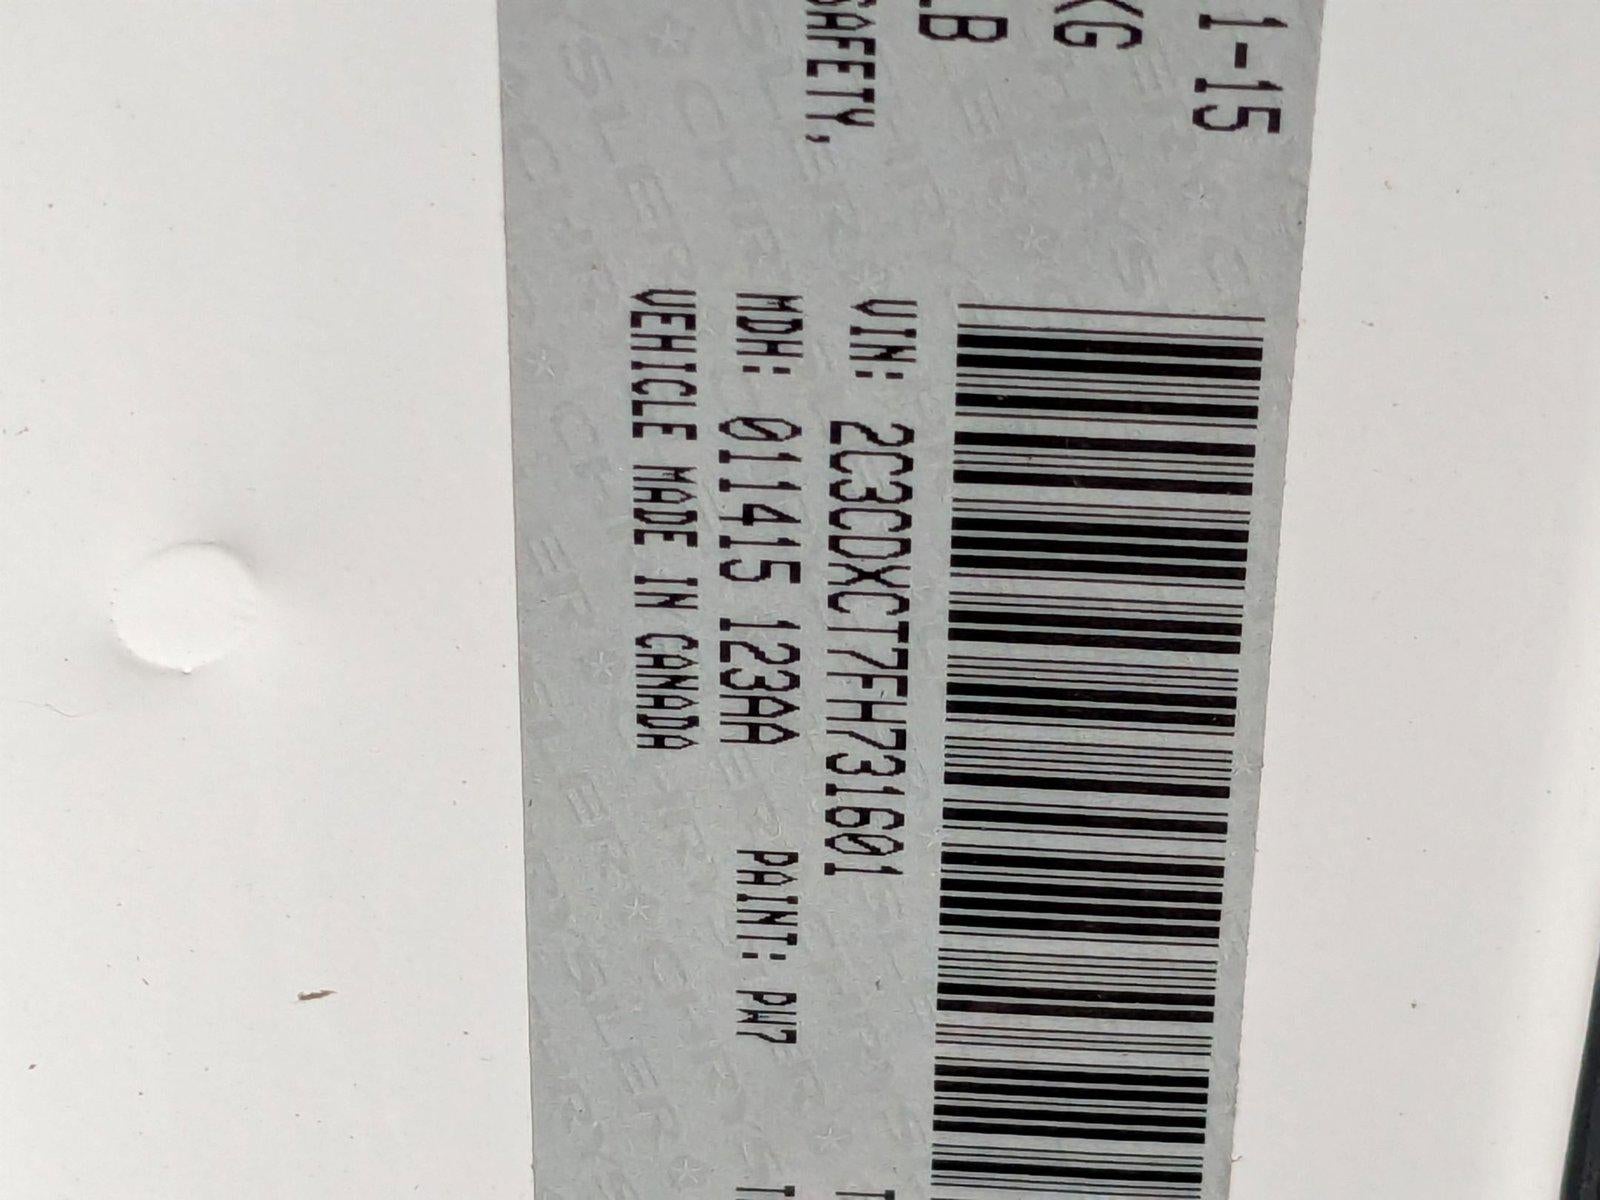 1-15
KG
LB
SAFETY,
VIN: 2C3CDXCT7FH731601
MDH: 011415 123AA PAINT: PW7
VEHICLE MADE IN CANADA